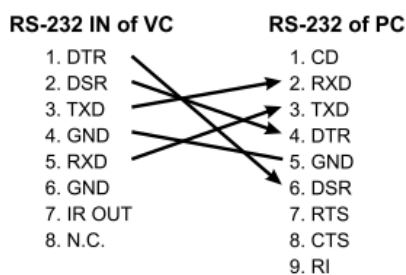 RS-232 IN of VC
1. DTR
2. DSR
3. TXD
4. GND
5. RXD
6. GND
7. IR OUT
8. N.C.
RS-232 of PC
1. CD
2. RXD
3. TXD
4. DTR
5. GND
6. DSR
7. RTS
8. CTS
9. RI